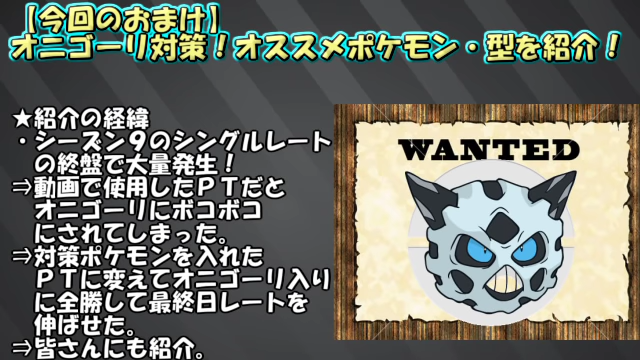 【今回のおまけ】
オニゴーリ対策！オススメポケモン・型を紹介！
★紹介の経緯
・シーズン９のシングルレート
の終盤で大量発生！
⇒動画で使用したＰＴだと
オニゴーリにボコボコ
にされてしまった。
⇒対策ポケモンを入れた
ＰＴに変えてオニゴーリ入り
に全勝して最終日レートを
伸ばせた。
⇒皆さんにも紹介。
WANTED